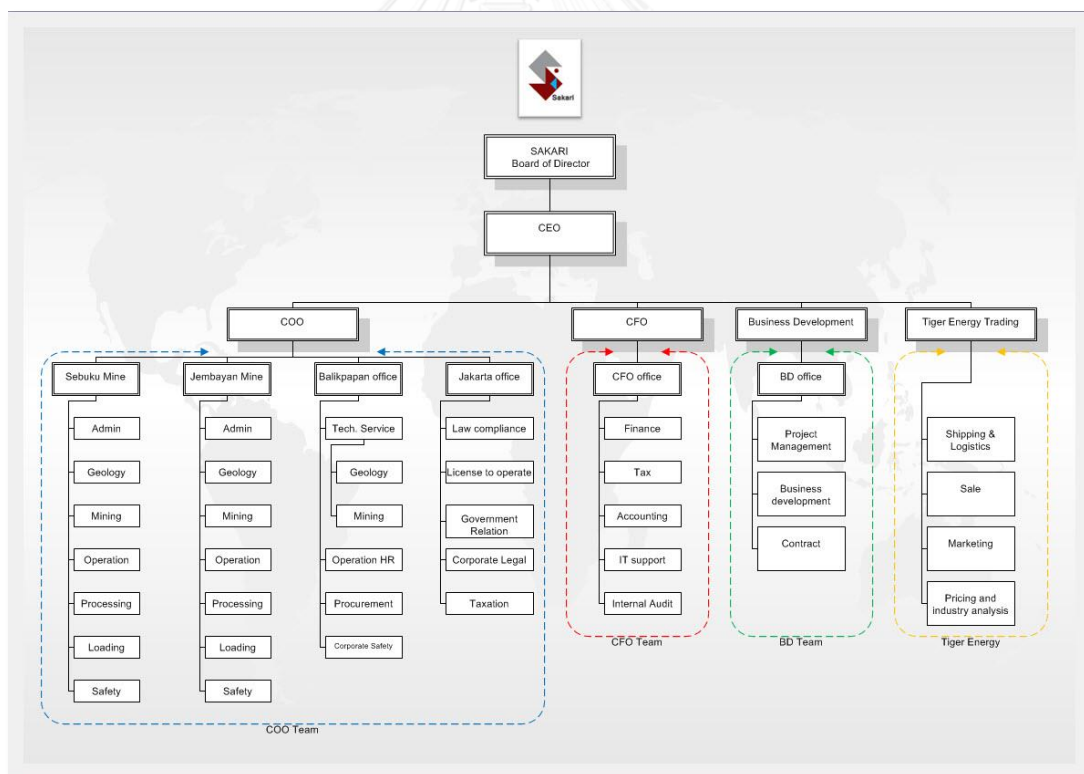 Sakari
SAKARI
Board of Director
CEO
COO
CFO
Business Development
Tiger Energy Trading
Sebuku Mine
Jembayan Mine
Balikpapan office
Jakarta office
CFO office
BD office
Admin
Geology
Mining
Operation
Processing
Loading
Safety
Admin
Geology
Mining
Operation
Processing
Loading
Safety
Tech. Service
Geology
Mining
Operation HR
Procurement
Corporate Safety
Law compliance
License to operate
Government
Relation
Corporate Legal
Taxation
COO Team
Finance
Tax
Accounting
IT support
Internal Audit
CFO Team
Project
Management
Business
development
Contract
BD Team
Shipping &
Logistics
Sale
Marketing
Pricing and
industry analysis
Tiger Energy